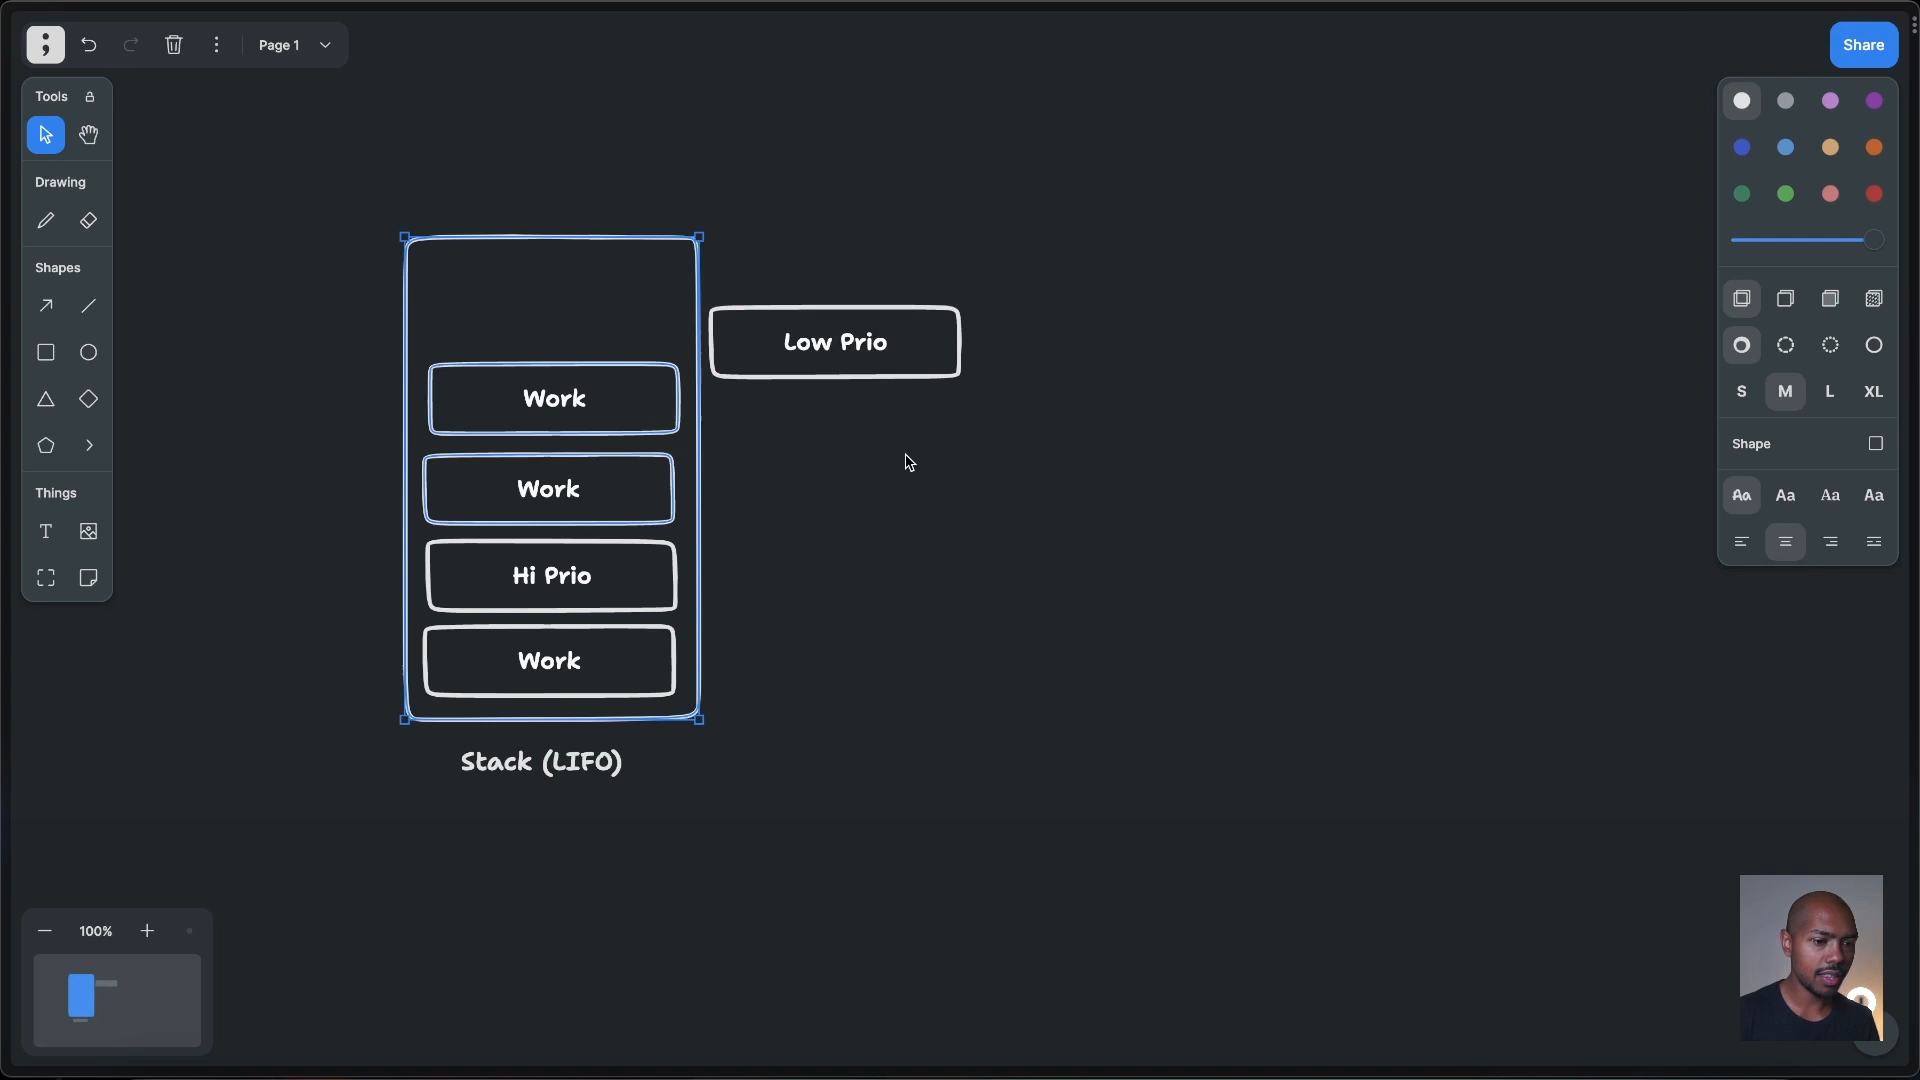 Page 1
Share
Tools
Drawing
Shapes
Things
Low Prio
Work
Work
Hi Prio
Work
Stack (LIFO)
S M L XL
Shape
Aa Aa Aa Aa
100%